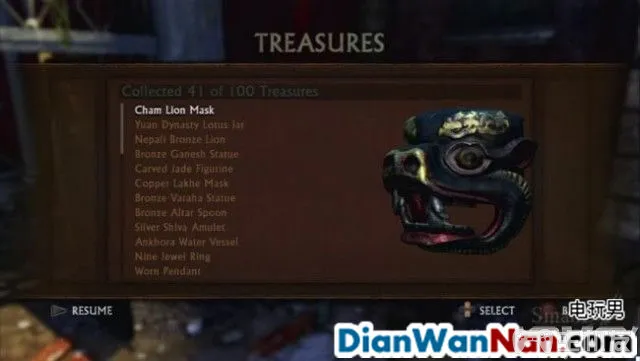 TREASURES
Collected 41 of 100 Treasures
Cham Lion Mask
Yuan Dynasty Lotus Jar
Nepali Bronze Lion
Bronze Ganesh Statue
Carved Jade Figurine
Copper Lakhe Mask
Bronze Varaha Statue
Bronze Altar Spoon
Silver Shiva Amulet
Ankhora Water Vessel
Nine Jewel Ring
Worn Pendant
RESUME
SELECT
电玩男
DianWanNan.com